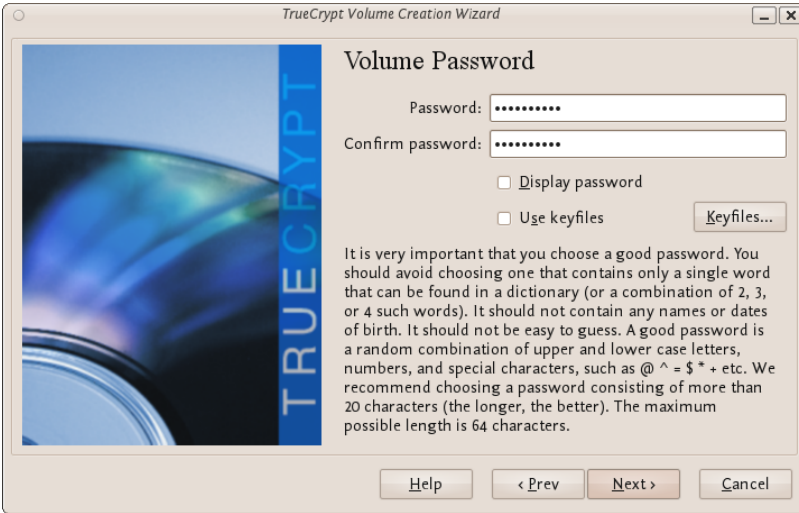 TrueCrypt Volume Creation Wizard
TRUECRYPT
Volume Password
Password: ••••••••••
Confirm password: ••••••••••
Display password
Use keyfiles
Keyfiles...
It is very important that you choose a good password. You
should avoid choosing one that contains only a single word
that can be found in a dictionary (or a combination of 2, 3,
or 4 such words). It should not contain any names or dates
of birth. It should not be easy to guess. A good password is
a random combination of upper and lower case letters,
numbers, and special characters, such as @ ^ = $ * + etc. We
recommend choosing a password consisting of more than
20 characters (the longer, the better). The maximum
possible length is 64 characters.
Help
‹ Prev
Next ›
Cancel